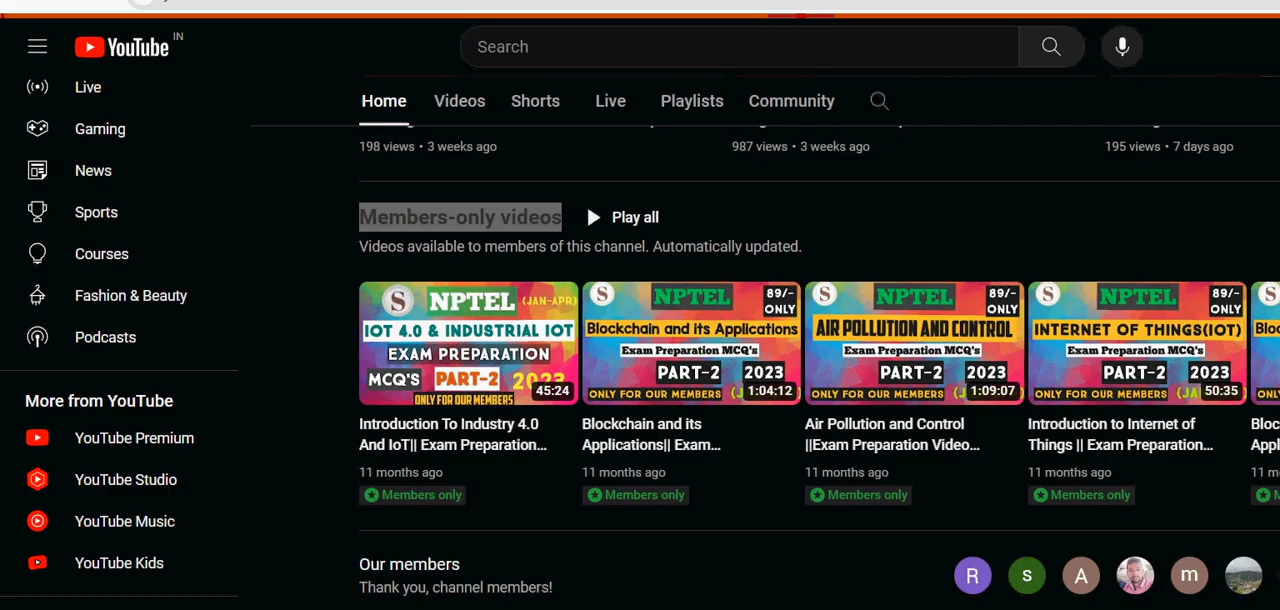 YouTube IN
Search
Live
Gaming
News
Sports
Courses
Fashion & Beauty
Podcasts
More from YouTube
YouTube Premium
YouTube Studio
YouTube Music
YouTube Kids
Home Videos Shorts Live Playlists Community
198 views • 3 weeks ago
987 views • 3 weeks ago
195 views • 7 days ago
Members-only videos Play all
Videos available to members of this channel. Automatically updated.
S NPTEL (JAN-APR)
IOT 4.0 & INDUSTRIAL IOT
EXAM PREPARATION
MCQ'S PART-2 2023
ONLY FOR OUR MEMBERS
45:24
Introduction To Industry 4.0
And IoT|| Exam Preparation...
11 months ago
Members only
S NPTEL 89/-
ONLY
Blockchain and its Applications
Exam Preparation MCQ's
PART-2 2023
ONLY FOR OUR MEMBERS
1:04:12
Blockchain and its
Applications|| Exam...
11 months ago
Members only
S NPTEL 89/-
ONLY
AIR POLLUTION AND CONTROL
Exam Preparation MCQ's
PART-2 2023
ONLY FOR OUR MEMBERS
1:09:07
Air Pollution and Control
||Exam Preparation Video...
11 months ago
Members only
S NPTEL 89/-
ONLY
INTERNET OF THINGS(IOT)
Exam Preparation MCQ's
PART-2 2023
ONLY FOR OUR MEMBERS (JA
50:35
Introduction to Internet of
Things || Exam Preparation...
11 months ago
Members only
Our members
Thank you, channel members!
R s A m